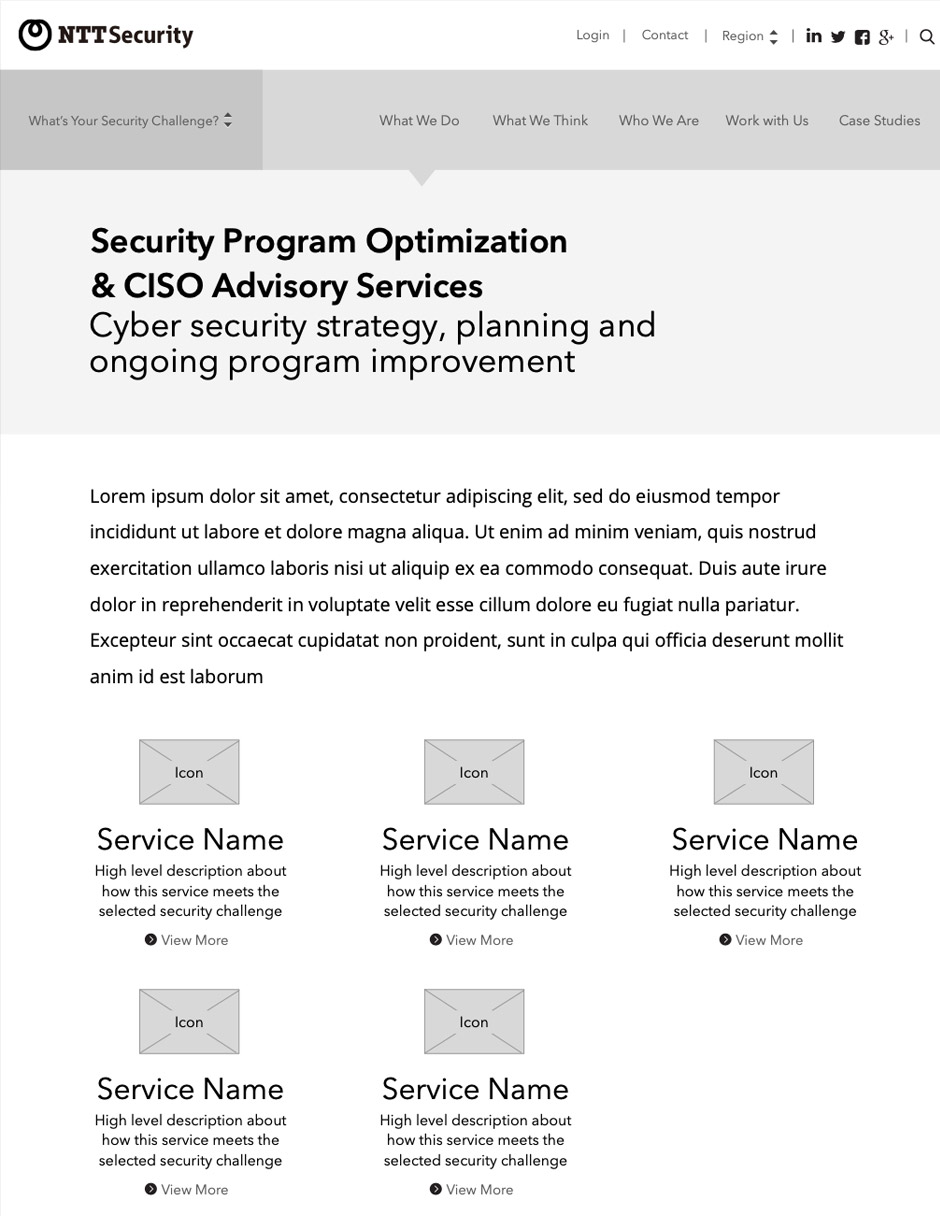 NTT Security
Login | Contact | Region | in g+ |
What's Your Security Challenge?
What We Do What We Think Who We Are Work with Us Case Studies
Security Program Optimization
& CISO Advisory Services
Cyber security strategy, planning and
ongoing program improvement
Lorem ipsum dolor sit amet, consectetur adipiscing elit, sed do eiusmod tempor
incididunt ut labore et dolore magna aliqua. Ut enim ad minim veniam, quis nostrud
exercitation ullamco laboris nisi ut aliquip ex ea commodo consequat. Duis aute irure
dolor in reprehenderit in voluptate velit esse cillum dolore eu fugiat nulla pariatur.
Excepteur sint occaecat cupidatat non proident, sunt in culpa qui officia deserunt mollit
anim id est laborum
Icon
Service Name
High level description about
how this service meets the
selected security challenge
View More
Icon
Service Name
High level description about
how this service meets the
selected security challenge
View More
Icon
Service Name
High level description about
how this service meets the
selected security challenge
View More
Icon
Service Name
High level description about
how this service meets the
selected security challenge
View More
Icon
Service Name
High level description about
how this service meets the
selected security challenge
View More